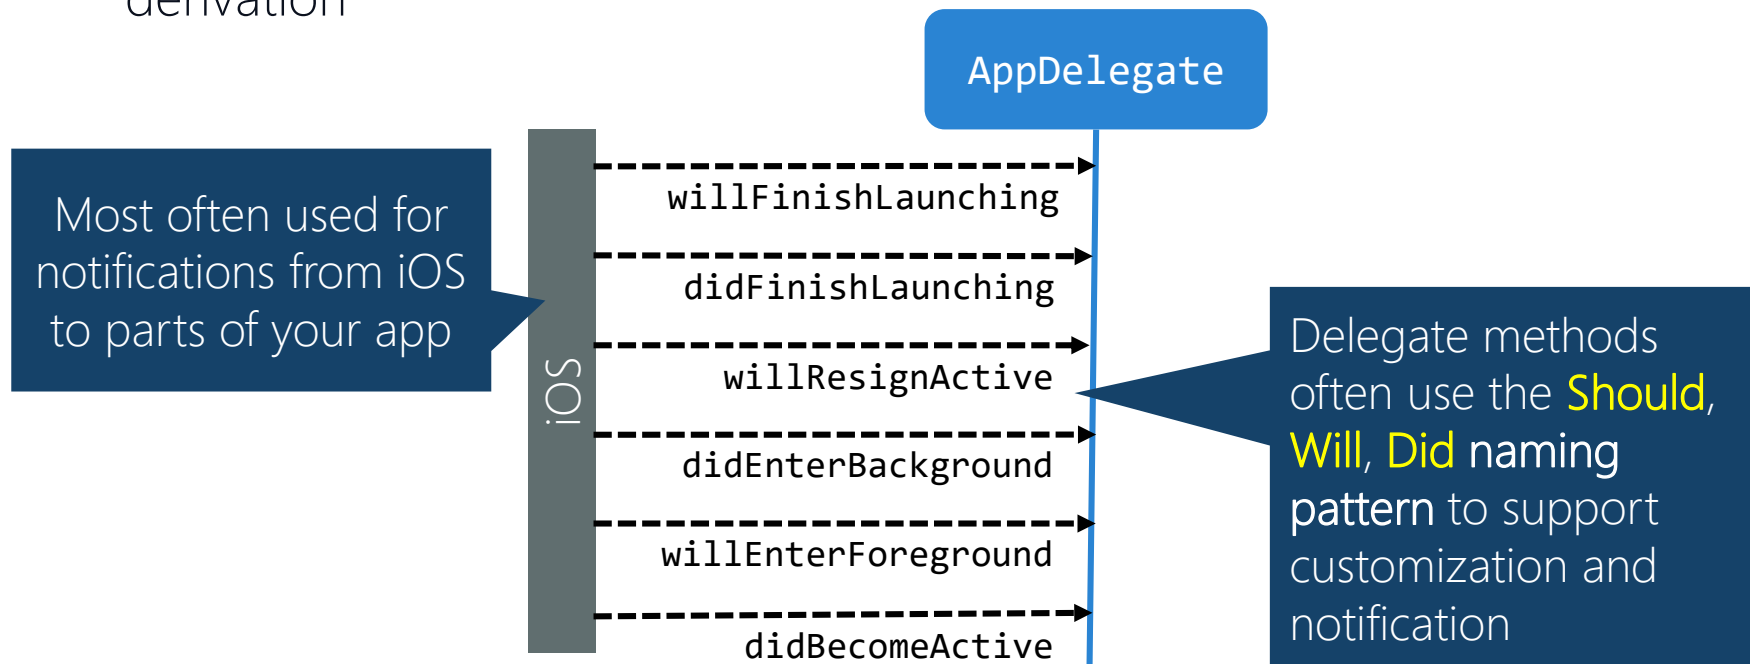 derivation
AppDelegate
Most often used for
notifications from iOS
to parts of your app
iOS
willFinishLaunching
didFinishLaunching
willResignActive
didEnterBackground
willEnterForeground
didBecomeActive
Delegate methods
often use the Should,
Will, Did naming
pattern to support
customization and
notification